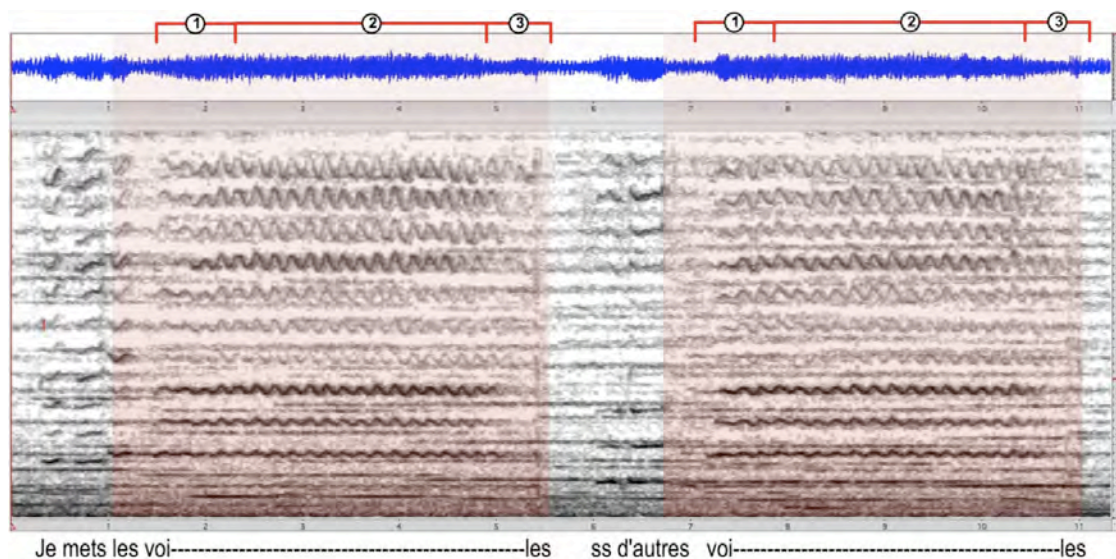 ① ② ③ ① ② ③
1 2 3 4 5 6 7 8 9 10 11
1 2 3 4 5 6 7 8 9 10 11
Je mets les voi------------------------------------------les ss d'autres voi---------------------------------------les